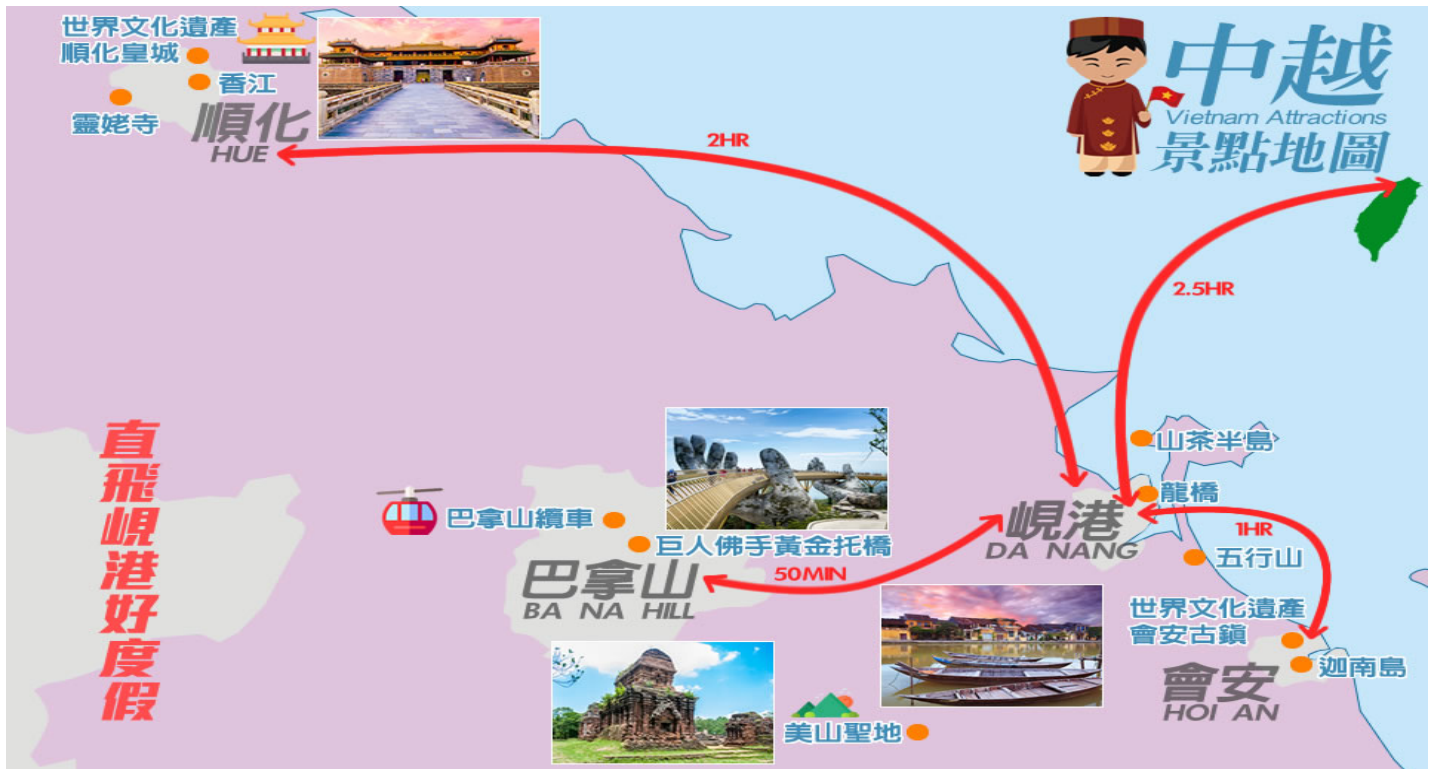 世界文化遺產
順化皇城
香江
靈姥寺
順化
HUE
中越
Vietnam Attractions
景點地圖
2HR
2.5HR
直飛峴港好度假
巴拿山纜車
巨人佛手黃金托橋
巴拿山
BA NA HILL
50MIN
山茶半島
龍橋
峴港
DA NANG
1HR
五行山
世界文化遺產
會安古鎮
迦南島
會安
HOI AN
美山聖地